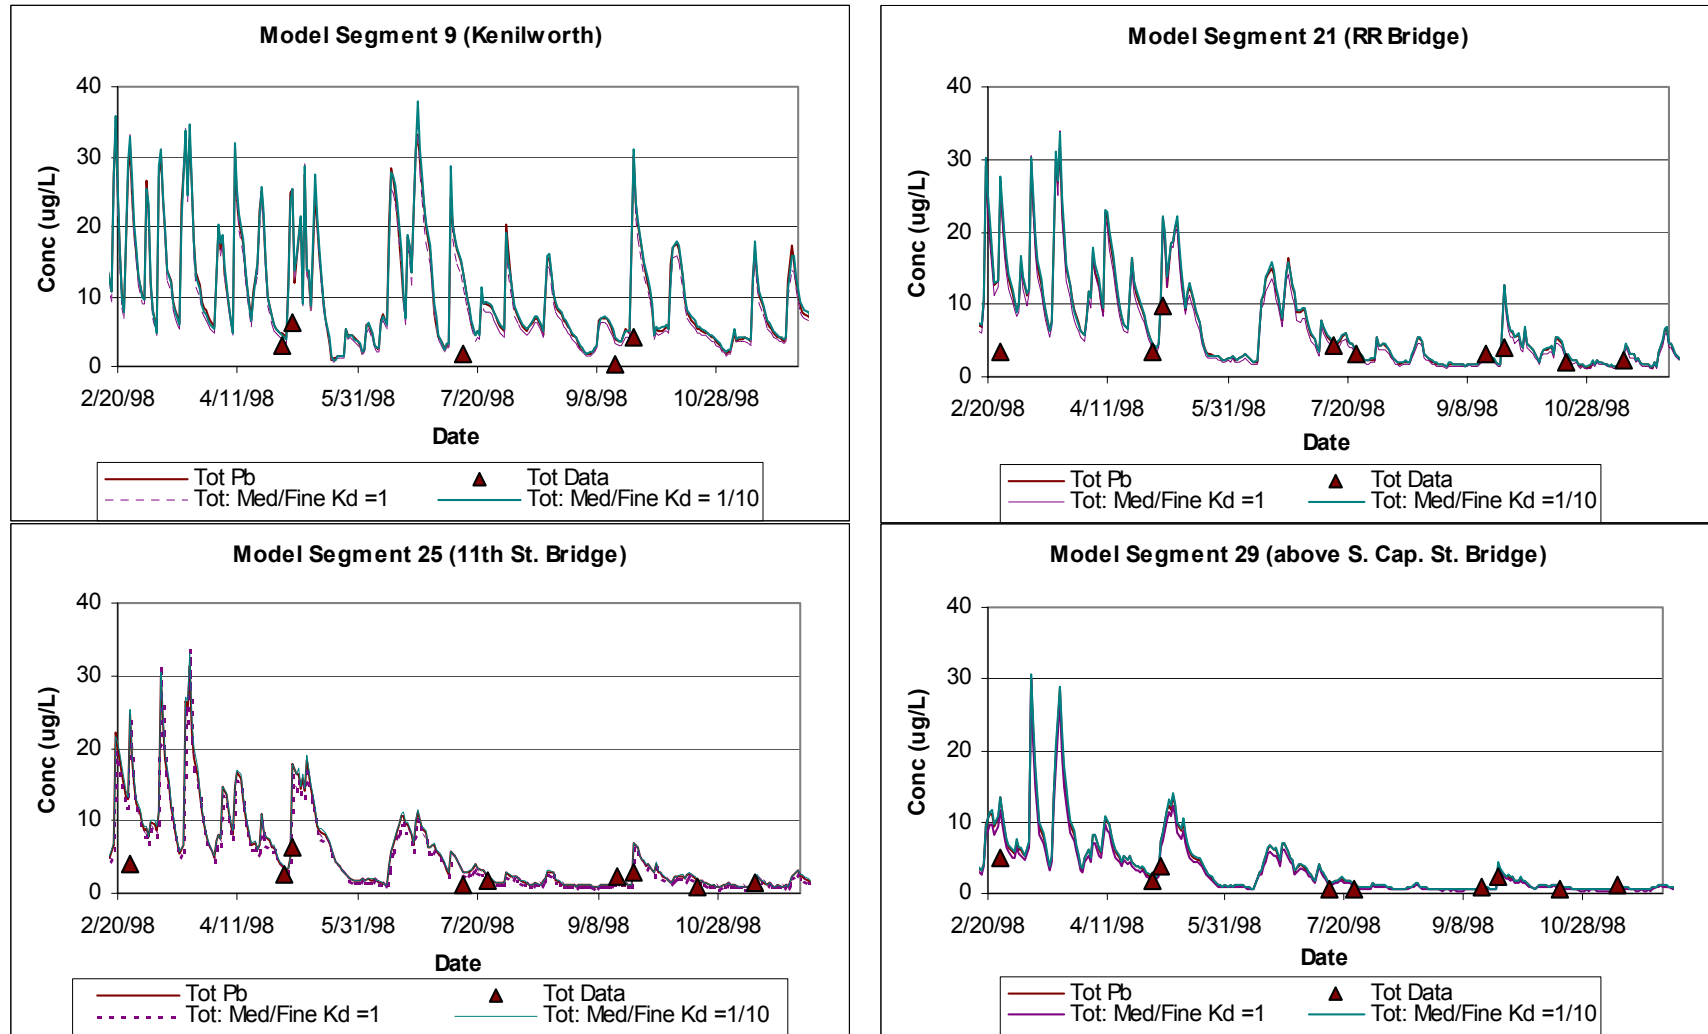 Model Segment 9 (Kenilworth)
40
30
20
10
0
Conc (ug/L)
2/20/98 4/11/98 5/31/98 7/20/98 9/8/98 10/28/98
Date
Tot Pb Tot Data
Tot: Med/Fine Kd =1 Tot: Med/Fine Kd = 1/10
Model Segment 21 (RR Bridge)
40
30
20
10
0
Conc (ug/L)
2/20/98 4/11/98 5/31/98 7/20/98 9/8/98 10/28/98
Date
Tot Pb Tot Data
Tot: Med/Fine Kd =1 Tot: Med/Fine Kd =1/10
Model Segment 25 (11th St. Bridge)
40
30
20
10
0
Conc (ug/L)
2/20/98 4/11/98 5/31/98 7/20/98 9/8/98 10/28/98
Date
Tot Pb Tot Data
Tot: Med/Fine Kd =1 Tot: Med/Fine Kd =1/10
Model Segment 29 (above S. Cap. St. Bridge)
40
30
20
10
0
Conc (ug/L)
2/20/98 4/11/98 5/31/98 7/20/98 9/8/98 10/28/98
Date
Tot Pb Tot Data
Tot: Med/Fine Kd =1 Tot: Med/Fine Kd =1/10